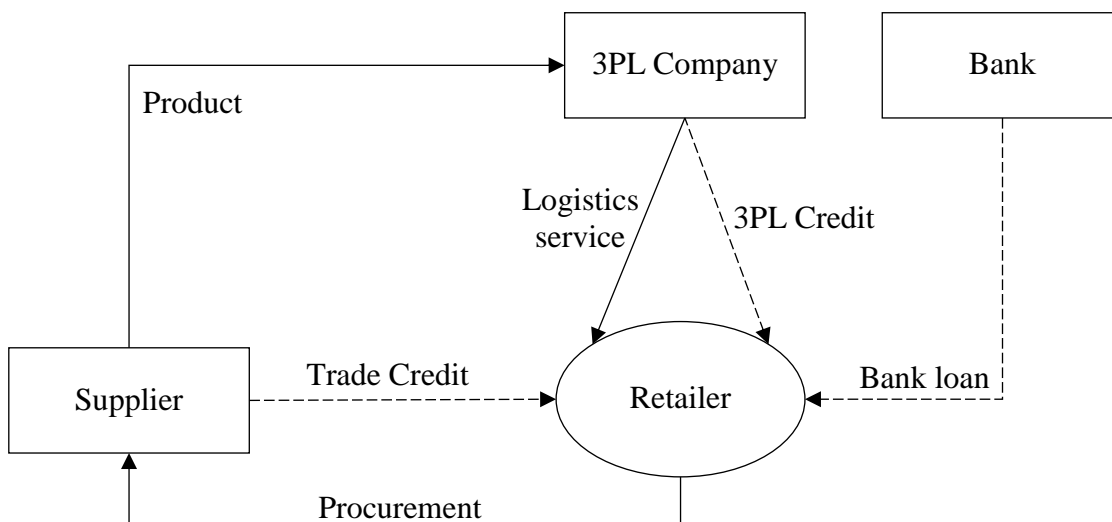 3PL Company
Bank
Product
Logistics
service
3PL Credit
Supplier
Trade Credit
Retailer
Bank loan
Procurement